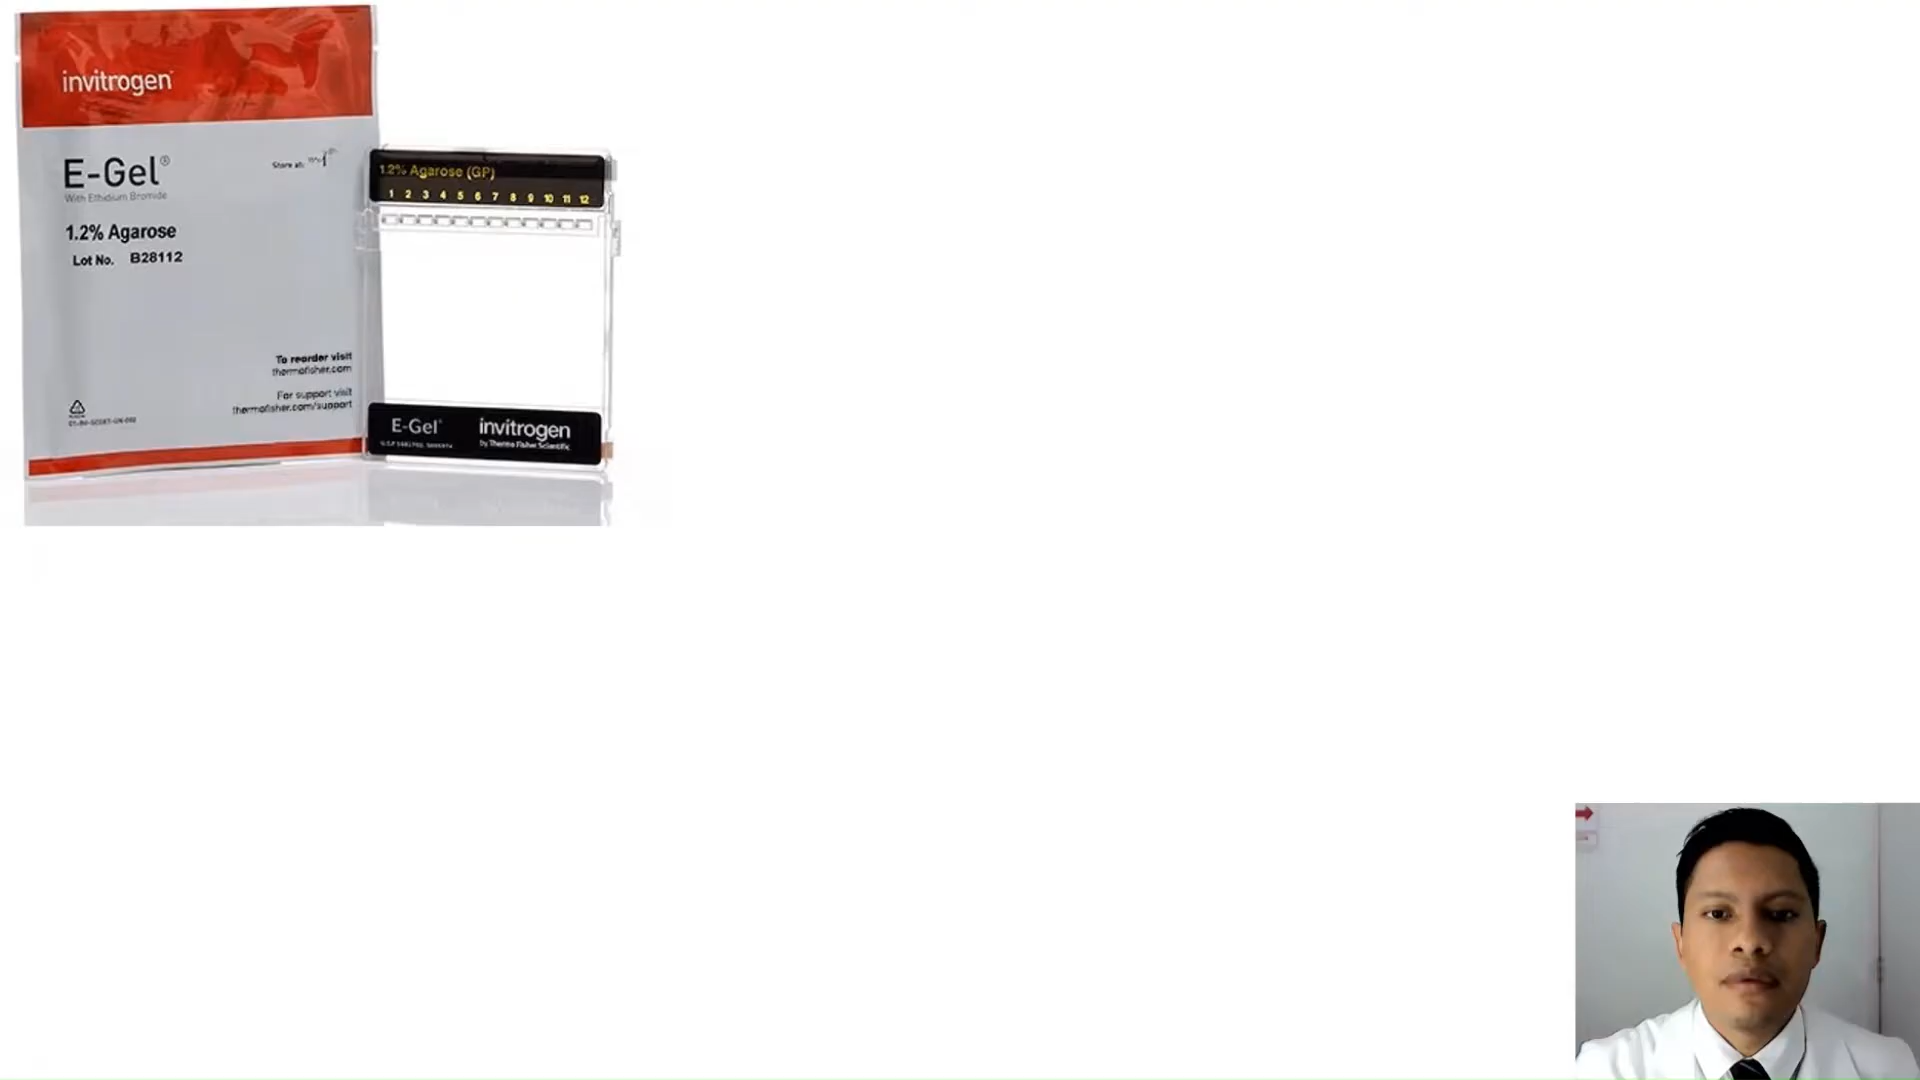 invitrogen
E-Gel®
With Ethidium Bromide
Store at:
1.2% Agarose
Lot No. B28112
To reorder visit
thermofisher.com
For support visit
thermofisher.com/support
1.2% Agarose (GP)
1 2 3 4 5 6 7 8 9 10 11 12
E-Gel® invitrogen
by Thermo Fisher Scientific